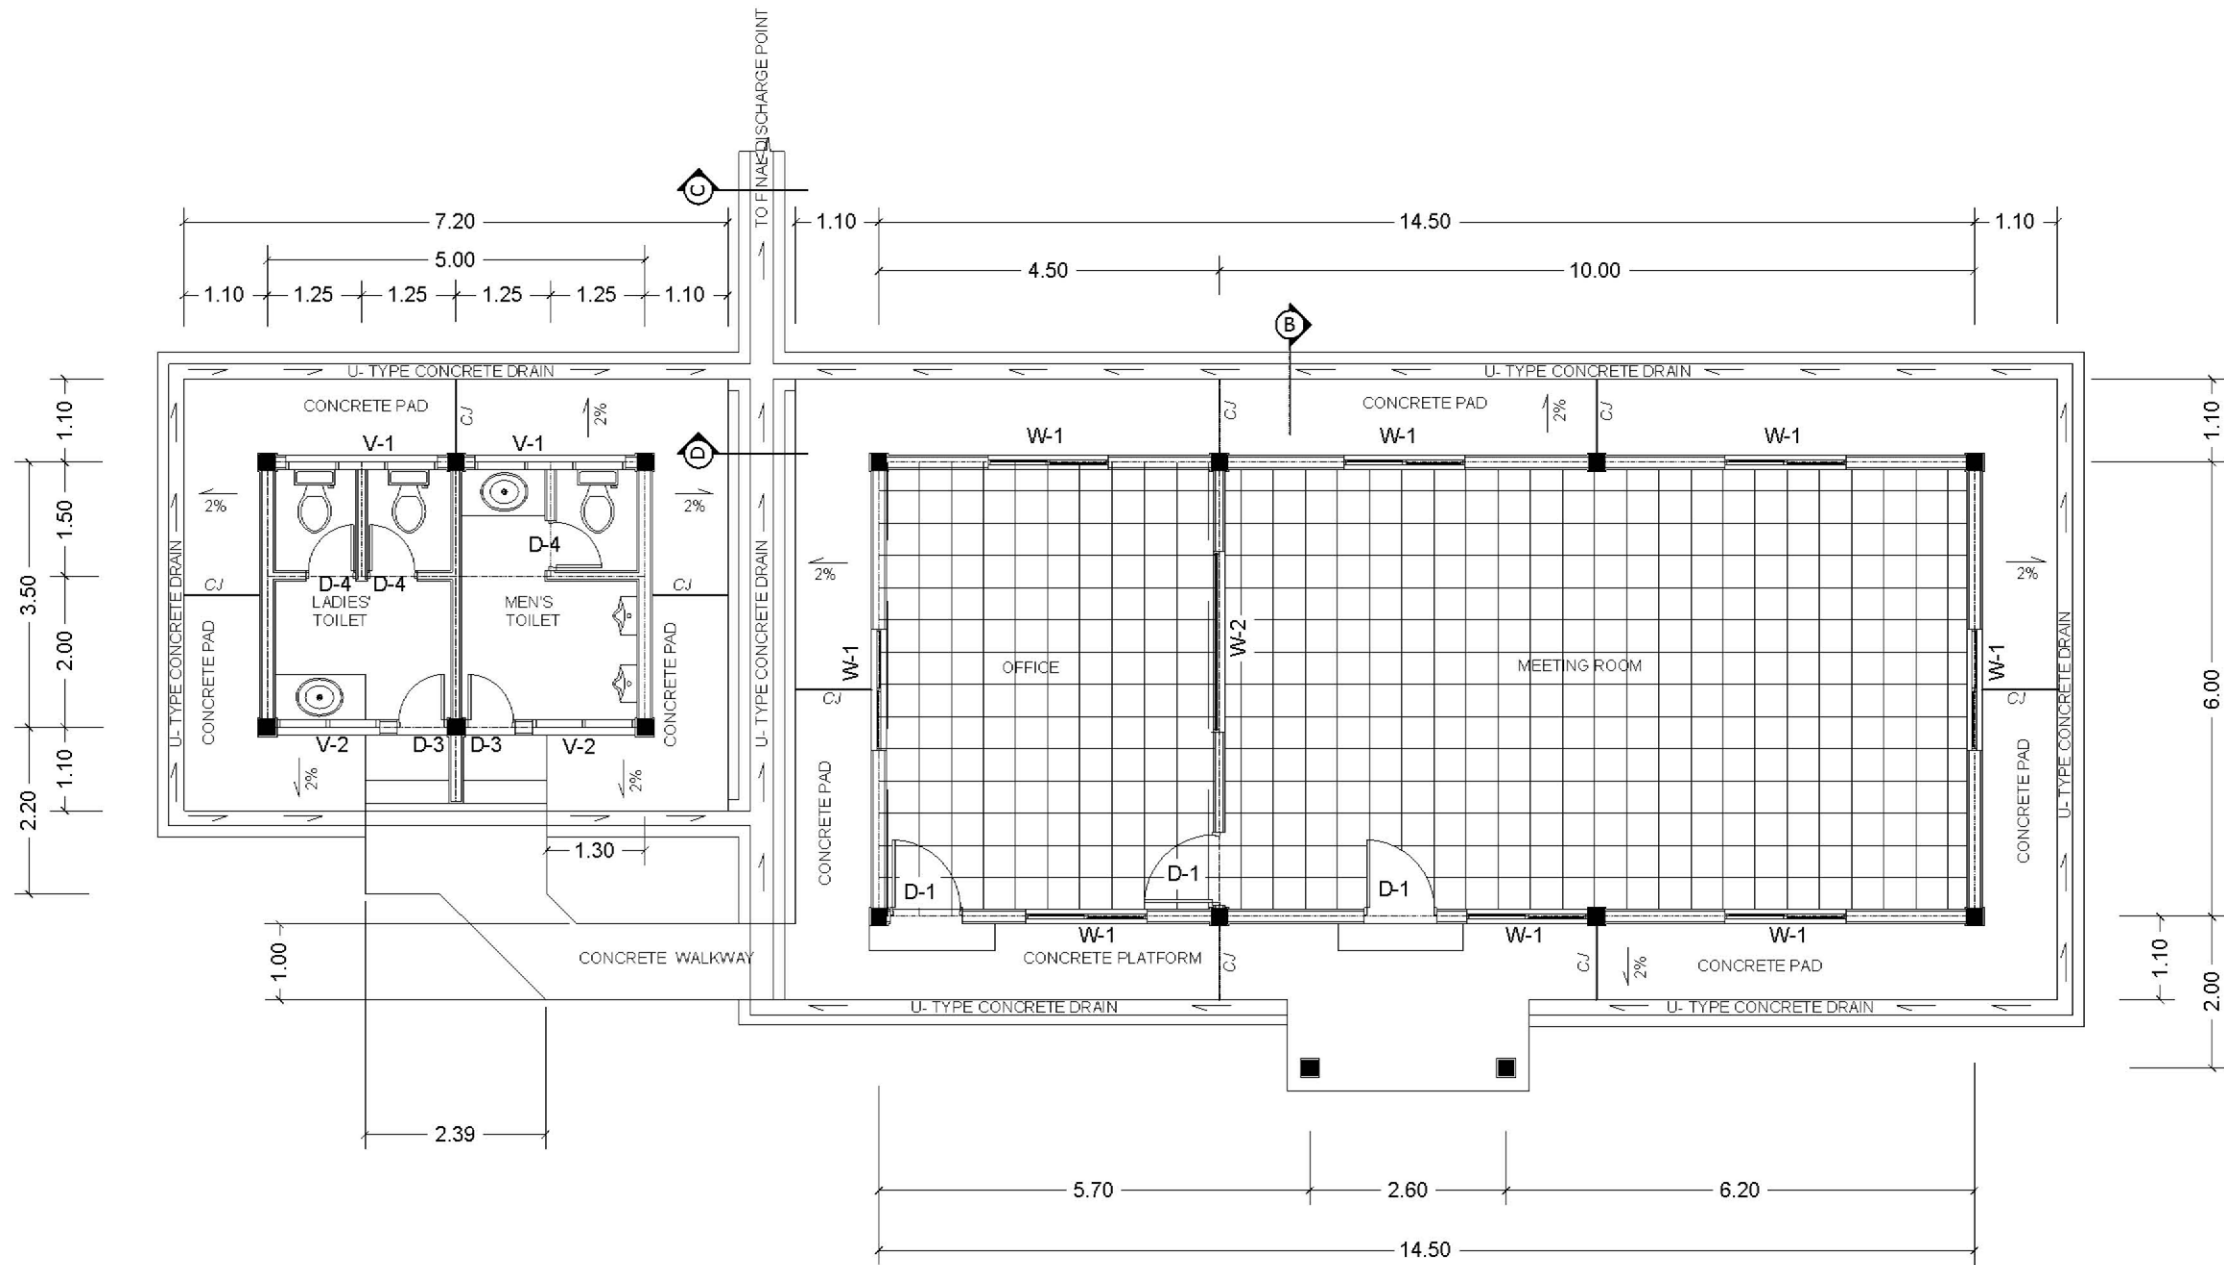 TO FINAL DISCHARGE POINT
C
7.20
1.10
14.50
1.10
5.00
4.50
10.00
1.10
1.25
1.25
1.25
1.25
1.10
B
U- TYPE CONCRETE DRAIN
U- TYPE CONCRETE DRAIN
1.10
CONCRETE PAD
CJ
2%
CJ
CONCRETE PAD
2%
CJ
1.10
V-1
V-1
D
W-1
W-1
W-1
1.50
2%
2%
D-4
2%
2%
3.50
CJ
D-4
D-4
CJ
LADIES'
TOILET
MEN'S
TOILET
U- TYPE CONCRETE DRAIN
CONCRETE PAD
CONCRETE PAD
U- TYPE CONCRETE DRAIN
2.00
W-1
OFFICE
W-2
MEETING ROOM
W-1
CJ
CJ
6.00
U- TYPE CONCRETE DRAIN
V-2
D-3
D-3
V-2
1.10
2%
2%
CONCRETE PAD
CONCRETE PAD
2.20
1.30
D-1
D-1
D-1
W-1
W-1
W-1
1.00
CONCRETE WALKWAY
CONCRETE PLATFORM
CJ
CJ
2%
CONCRETE PAD
1.10
2.00
U- TYPE CONCRETE DRAIN
U- TYPE CONCRETE DRAIN
2.39
5.70
2.60
6.20
14.50